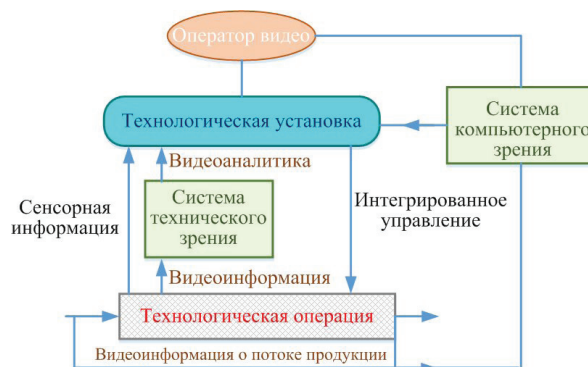 Оператор видео
Технологическая установка
Система
компьютерного
зрения
Видеоаналитика
Сенсорная
информация
Система
технического
зрения
Интегрированное
управление
Видеоинформация
Технологическая операция
Видеоинформация о потоке продукции